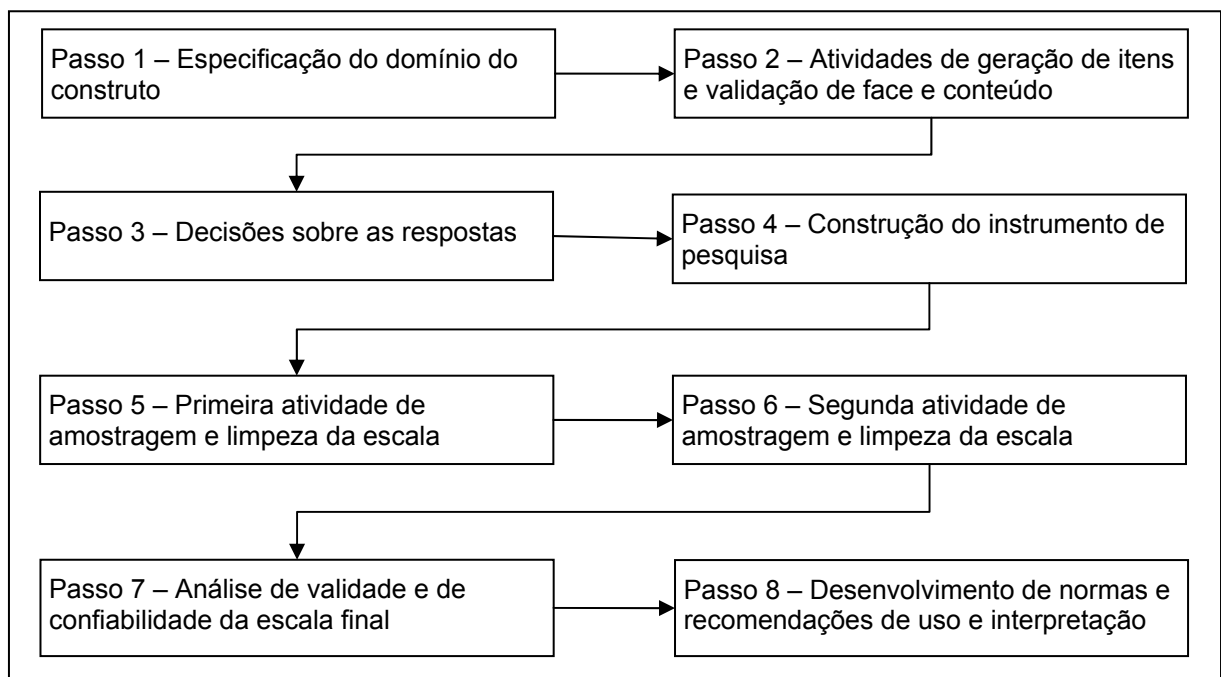 Passo 1 – Especificação do domínio do
construto
Passo 2 – Atividades de geração de itens
e validação de face e conteúdo
Passo 3 – Decisões sobre as respostas
Passo 4 – Construção do instrumento de
pesquisa
Passo 5 – Primeira atividade de
amostragem e limpeza da escala
Passo 6 – Segunda atividade de
amostragem e limpeza da escala
Passo 7 – Análise de validade e de
confiabilidade da escala final
Passo 8 – Desenvolvimento de normas e
recomendações de uso e interpretação